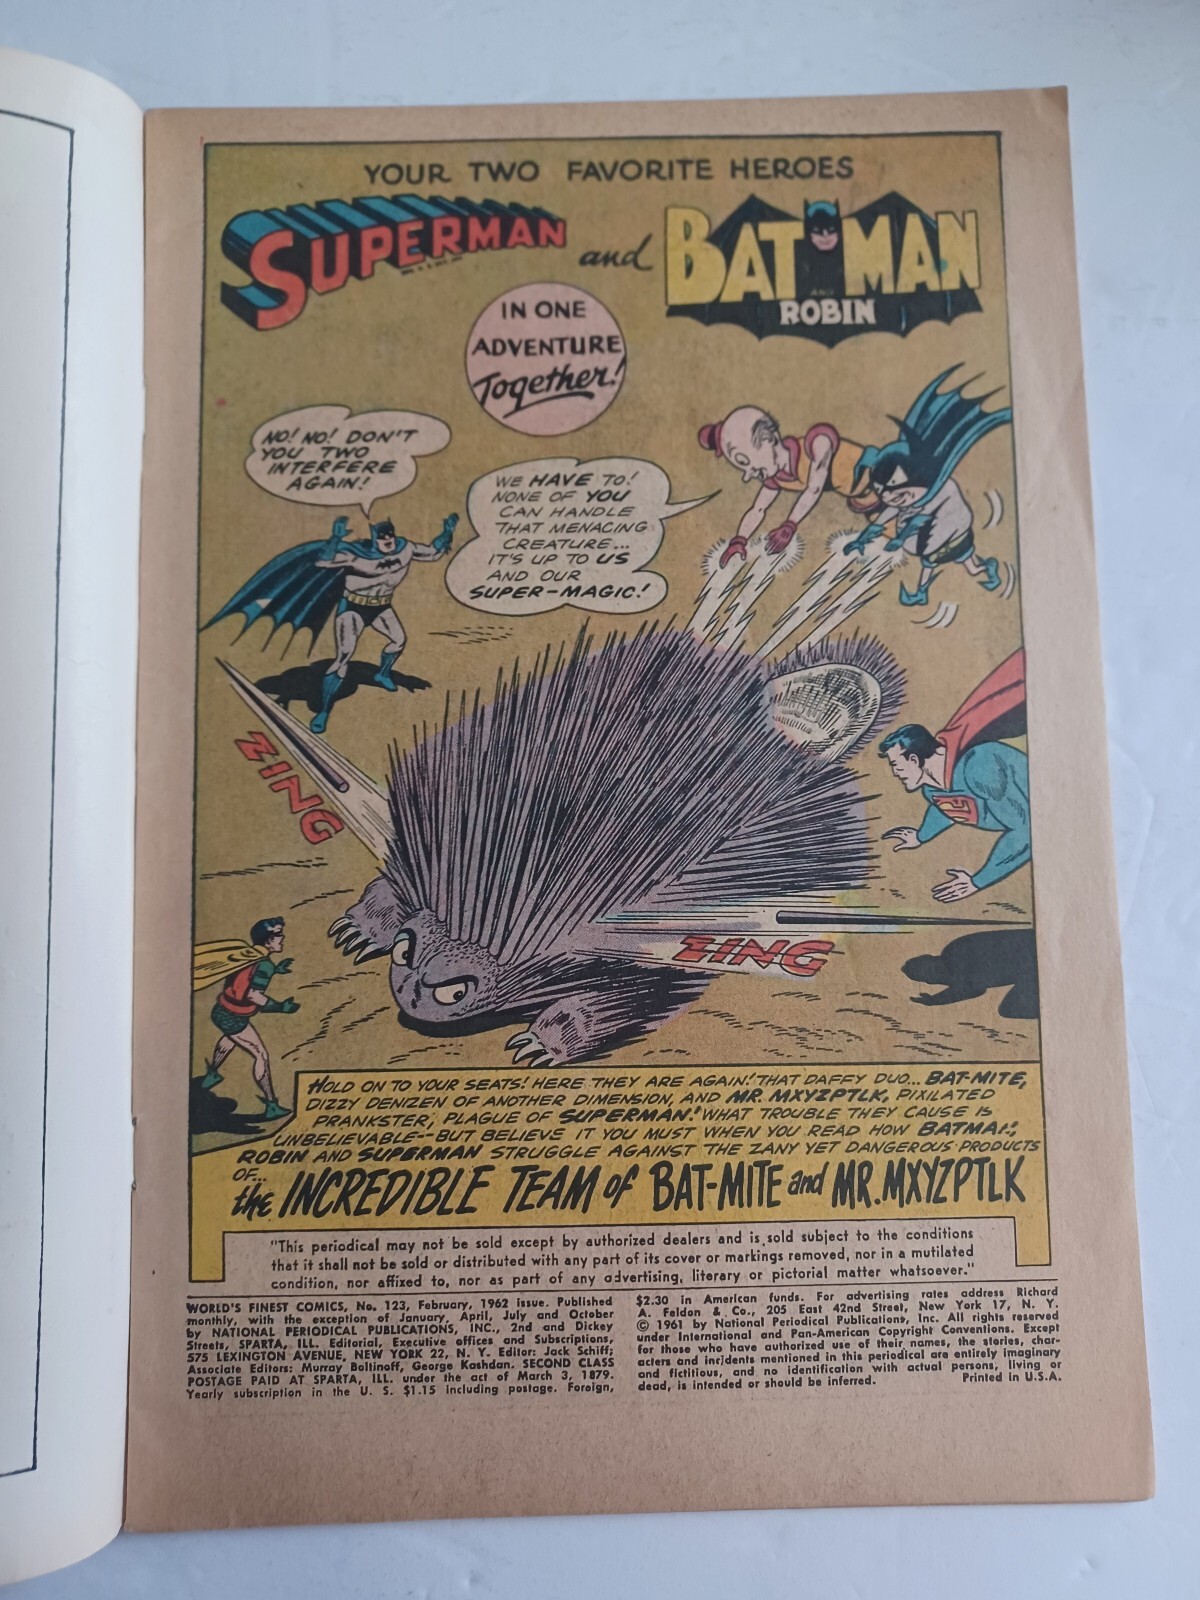 YOUR TWO FAVORITE HEROES
SUPERMAN
and
BATMAN
AND
ROBIN
IN ONE
ADVENTURE
Together!
NO! NO! DON'T
YOU TWO
INTERFERE
AGAIN!
WE HAVE TO!
NONE OF YOU
CAN HANDLE
THAT MENACING
CREATURE...
IT'S UP TO US
AND OUR
SUPER-MAGIC!
ZING
ZING
HOLD ON TO YOUR SEATS! HERE THEY ARE AGAIN! THAT DAFFY DUO... BAT-MITE,
DIZZY DENIZEN OF ANOTHER DIMENSION, AND MR. MXYZPTLK, PIXILATED
PRANKSTER, PLAGUE OF SUPERMAN! WHAT TROUBLE THEY CAUSE IS
UNBELIEVABLE--BUT BELIEVE IT YOU MUST WHEN YOU READ HOW BATMAN,
ROBIN AND SUPERMAN STRUGGLE AGAINST THE ZANY YET DANGEROUS PRODUCTS
OF...
the INCREDIBLE TEAM of BAT-MITE and MR. MXYZPTLK
"This periodical may not be sold except by authorized dealers and is sold subject to the conditions
that it shall not be sold or distributed with any part of its cover or markings removed, nor in a mutilated
condition, nor affixed to, nor as part of any advertising, literary or pictorial matter whatsoever."
WORLD'S FINEST COMICS, No. 123, February, 1962 issue. Published
monthly, with the exception of January, April, July and October
by NATIONAL PERIODICAL PUBLICATIONS, INC., 2nd and Dickey
Streets, SPARTA, ILL. Editorial, Executive offices and Subscriptions,
575 LEXINGTON AVENUE, NEW YORK 22, N. Y. Editor: Jack Schiff;
Associate Editors: Murray Boltinoff, George Kashdan. SECOND CLASS
POSTAGE PAID AT SPARTA, ILL. under the act of March 3, 1879.
Yearly subscription in the U. S. $1.15 including postage. Foreign,
$2.30 in American funds. For advertising rates address Richard
A. Feldon & Co., 205 East 42nd Street, New York 17, N. Y.
© 1961 by National Periodical Publications, Inc. All rights reserved
under International and Pan-American Copyright Conventions. Except
for those who have authorized use of their names, the stories, char-
acters and incidents mentioned in this periodical are entirely imaginary
and fictitious, and no identification with actual persons, living or
dead, is intended or should be inferred. Printed in U.S.A.